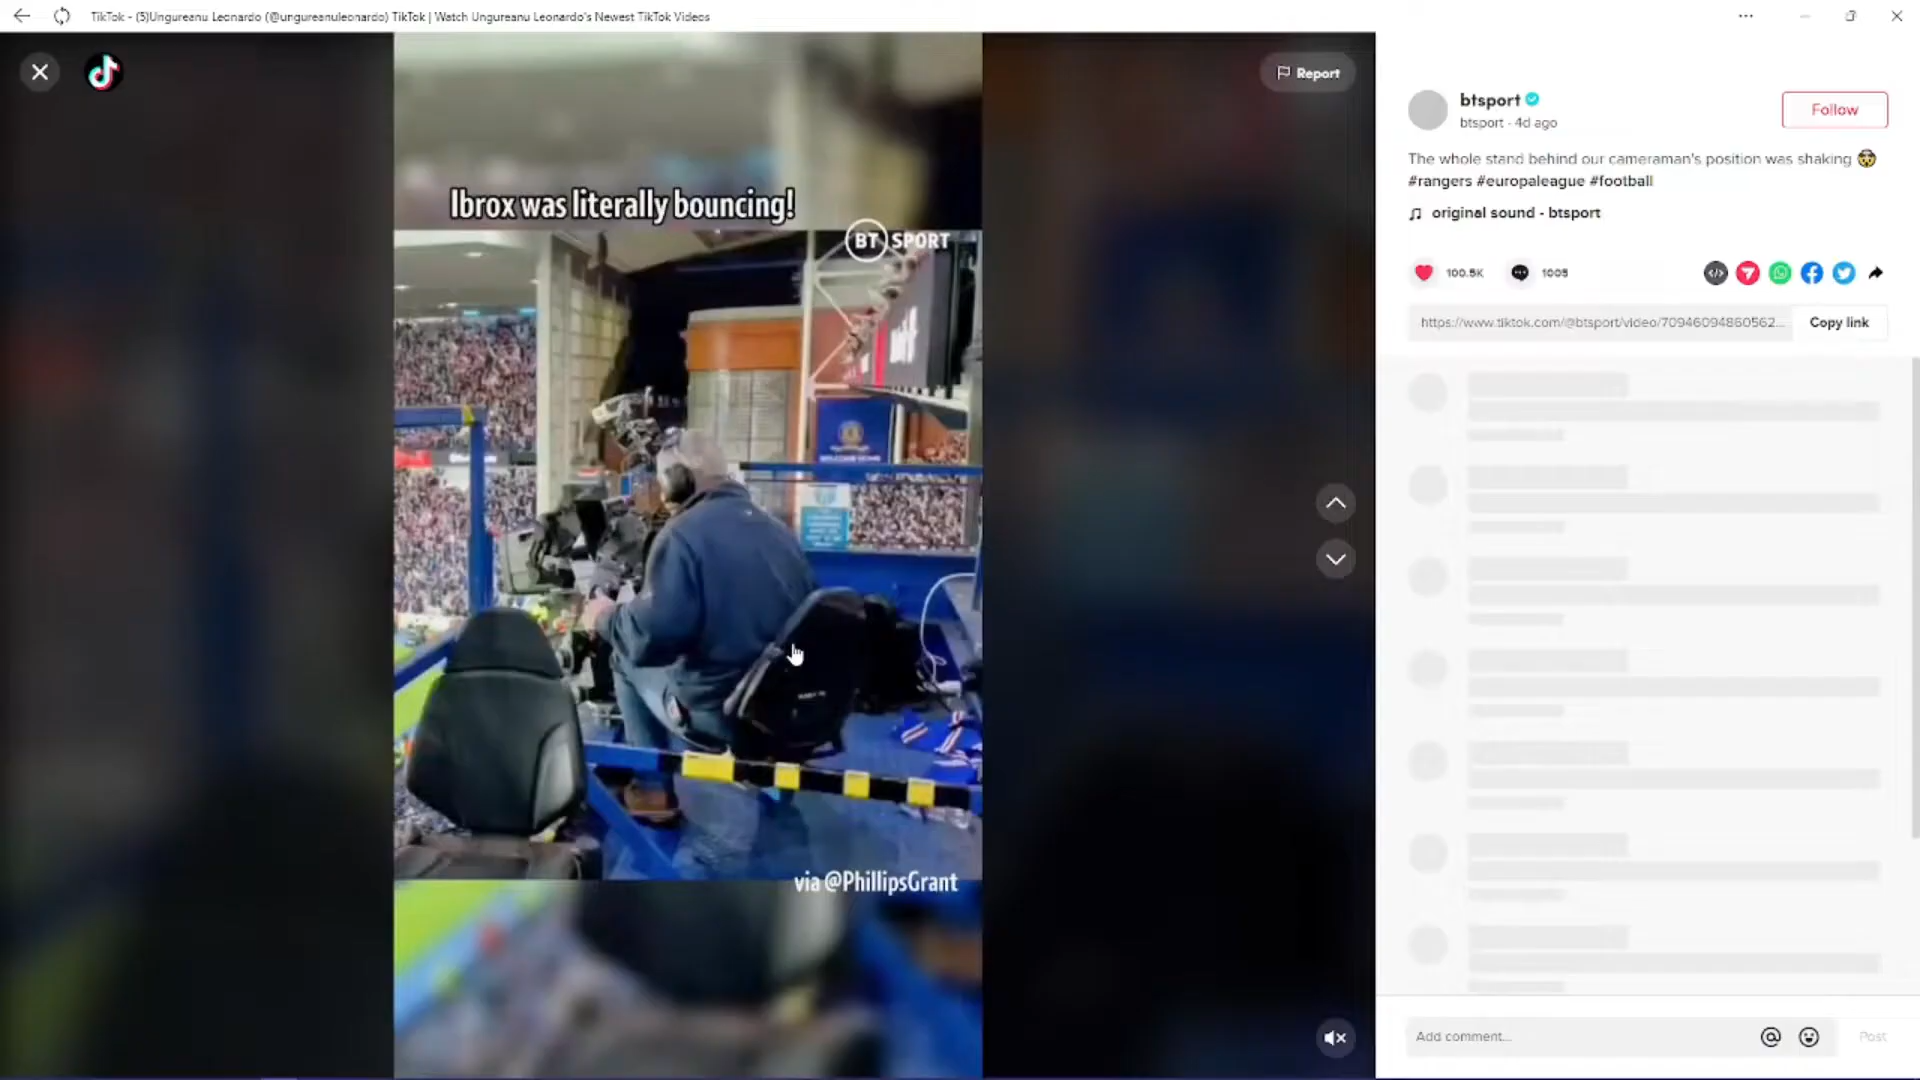 TikTok - (3)Ungureanu Leonardo (@ungureanuleonardo) TikTok | Watch Ungureanu Leonardo's Newest TikTok Videos
Report
Ibrox was literally bouncing!
BT SPORT
via @PhillipsGrant
btsport
btsport · 4d ago
Follow
The whole stand behind our cameraman's position was shaking
#rangers #europaleague #football
original sound - btsport
100.5K
1005
https://www.tiktok.com/@btsport/video/70946094860562...
Copy link
Add comment...
Post